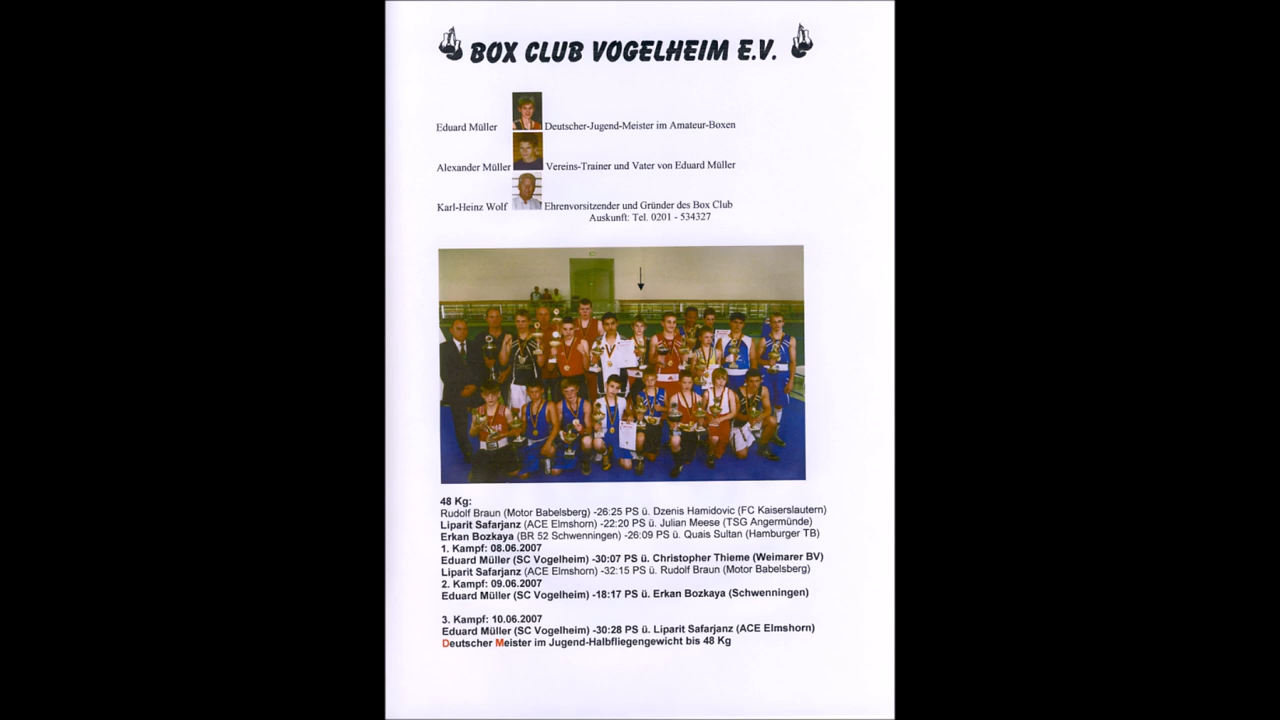 BOX CLUB VOGELHEIM E.V.
Eduard Müller Deutscher-Jugend-Meister im Amateur-Boxen
Alexander Müller Vereins-Trainer und Vater von Eduard Müller
Karl-Heinz Wolf Ehrenvorsitzender und Gründer des Box Club
Auskunft: Tel. 0201 - 534327
48 Kg:
Rudolf Braun (Motor Babelsberg) -26:25 PS ü. Dzenis Hamidovic (FC Kaiserslautern)
Liparit Safarjanz (ACE Elmshorn) -22:20 PS ü. Julian Meese (TSG Angermünde)
Erkan Bozkaya (BR 52 Schwenningen) -26:09 PS ü. Quais Sultan (Hamburger TB)
1. Kampf: 08.06.2007
Eduard Müller (SC Vogelheim) -30:07 PS ü. Christopher Thieme (Weimarer BV)
Liparit Safarjanz (ACE Elmshorn) -32:15 PS ü. Rudolf Braun (Motor Babelsberg)
2. Kampf: 09.06.2007
Eduard Müller (SC Vogelheim) -18:17 PS ü. Erkan Bozkaya (Schwenningen)
3. Kampf: 10.06.2007
Eduard Müller (SC Vogelheim) -30:28 PS ü. Liparit Safarjanz (ACE Elmshorn)
Deutscher Meister im Jugend-Halbfliegengewicht bis 48 Kg